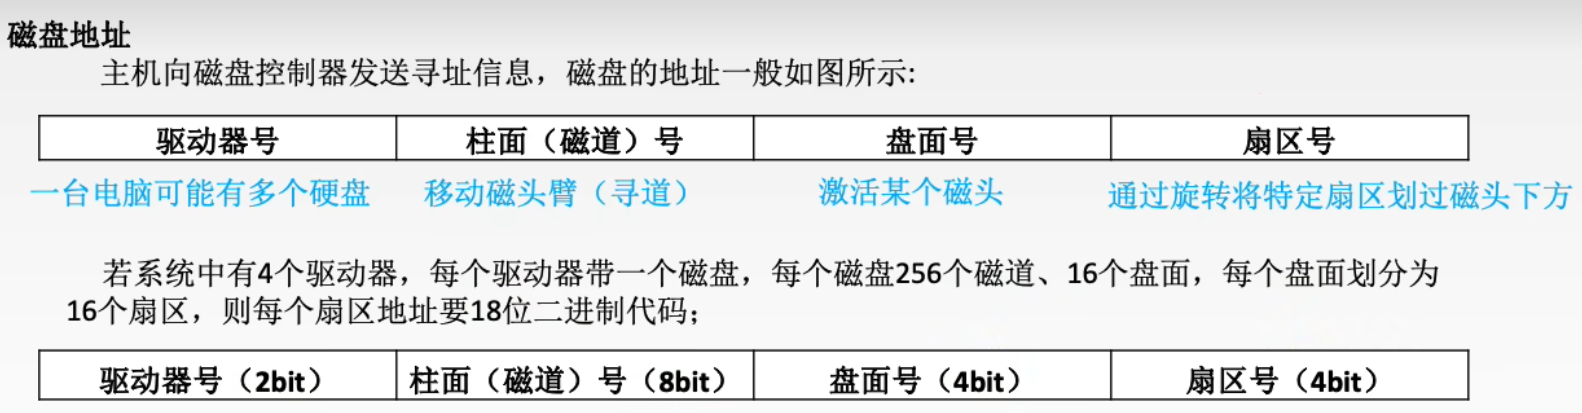 磁盘地址
主机向磁盘控制器发送寻址信息，磁盘的地址一般如图所示:
驱动器号 柱面（磁道）号 盘面号 扇区号
一台电脑可能有多个硬盘 移动磁头臂（寻道） 激活某个磁头 通过旋转将特定扇区划过磁头下方
若系统中有4个驱动器，每个驱动器带一个磁盘，每个磁盘256个磁道、16个盘面，每个盘面划分为
16个扇区，则每个扇区地址要18位二进制代码；
驱动器号（2bit） 柱面（磁道）号（8bit） 盘面号（4bit） 扇区号（4bit）